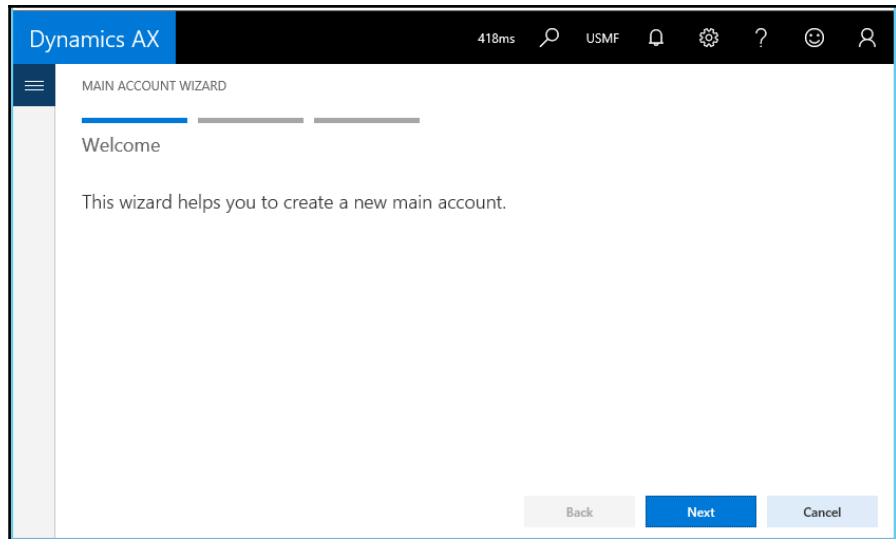 Dynamics AX 418ms USMF ?
MAIN ACCOUNT WIZARD
Welcome
This wizard helps you to create a new main account.
Back Next Cancel